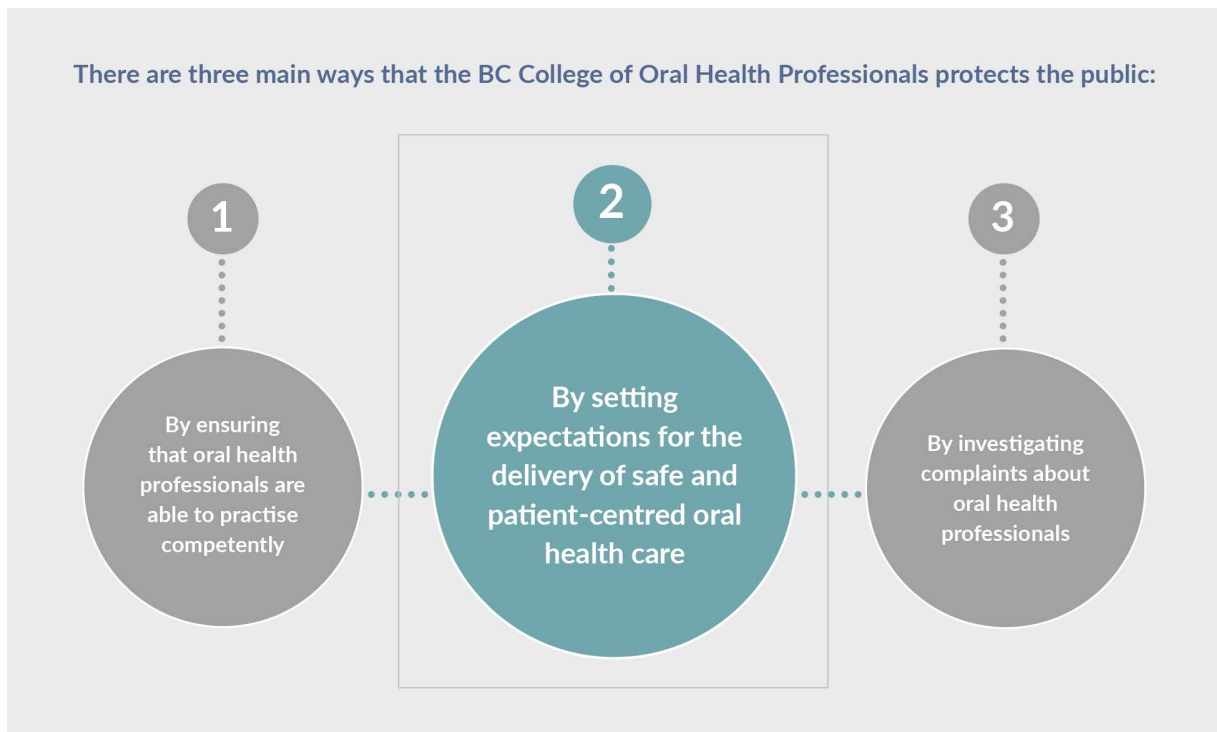 There are three main ways that the BC College of Oral Health Professionals protects the public:
1
By ensuring
that oral health
professionals are
able to practise
competently
2
By setting
expectations for the
delivery of safe and
patient-centred oral
health care
3
By investigating
complaints about
oral health
professionals